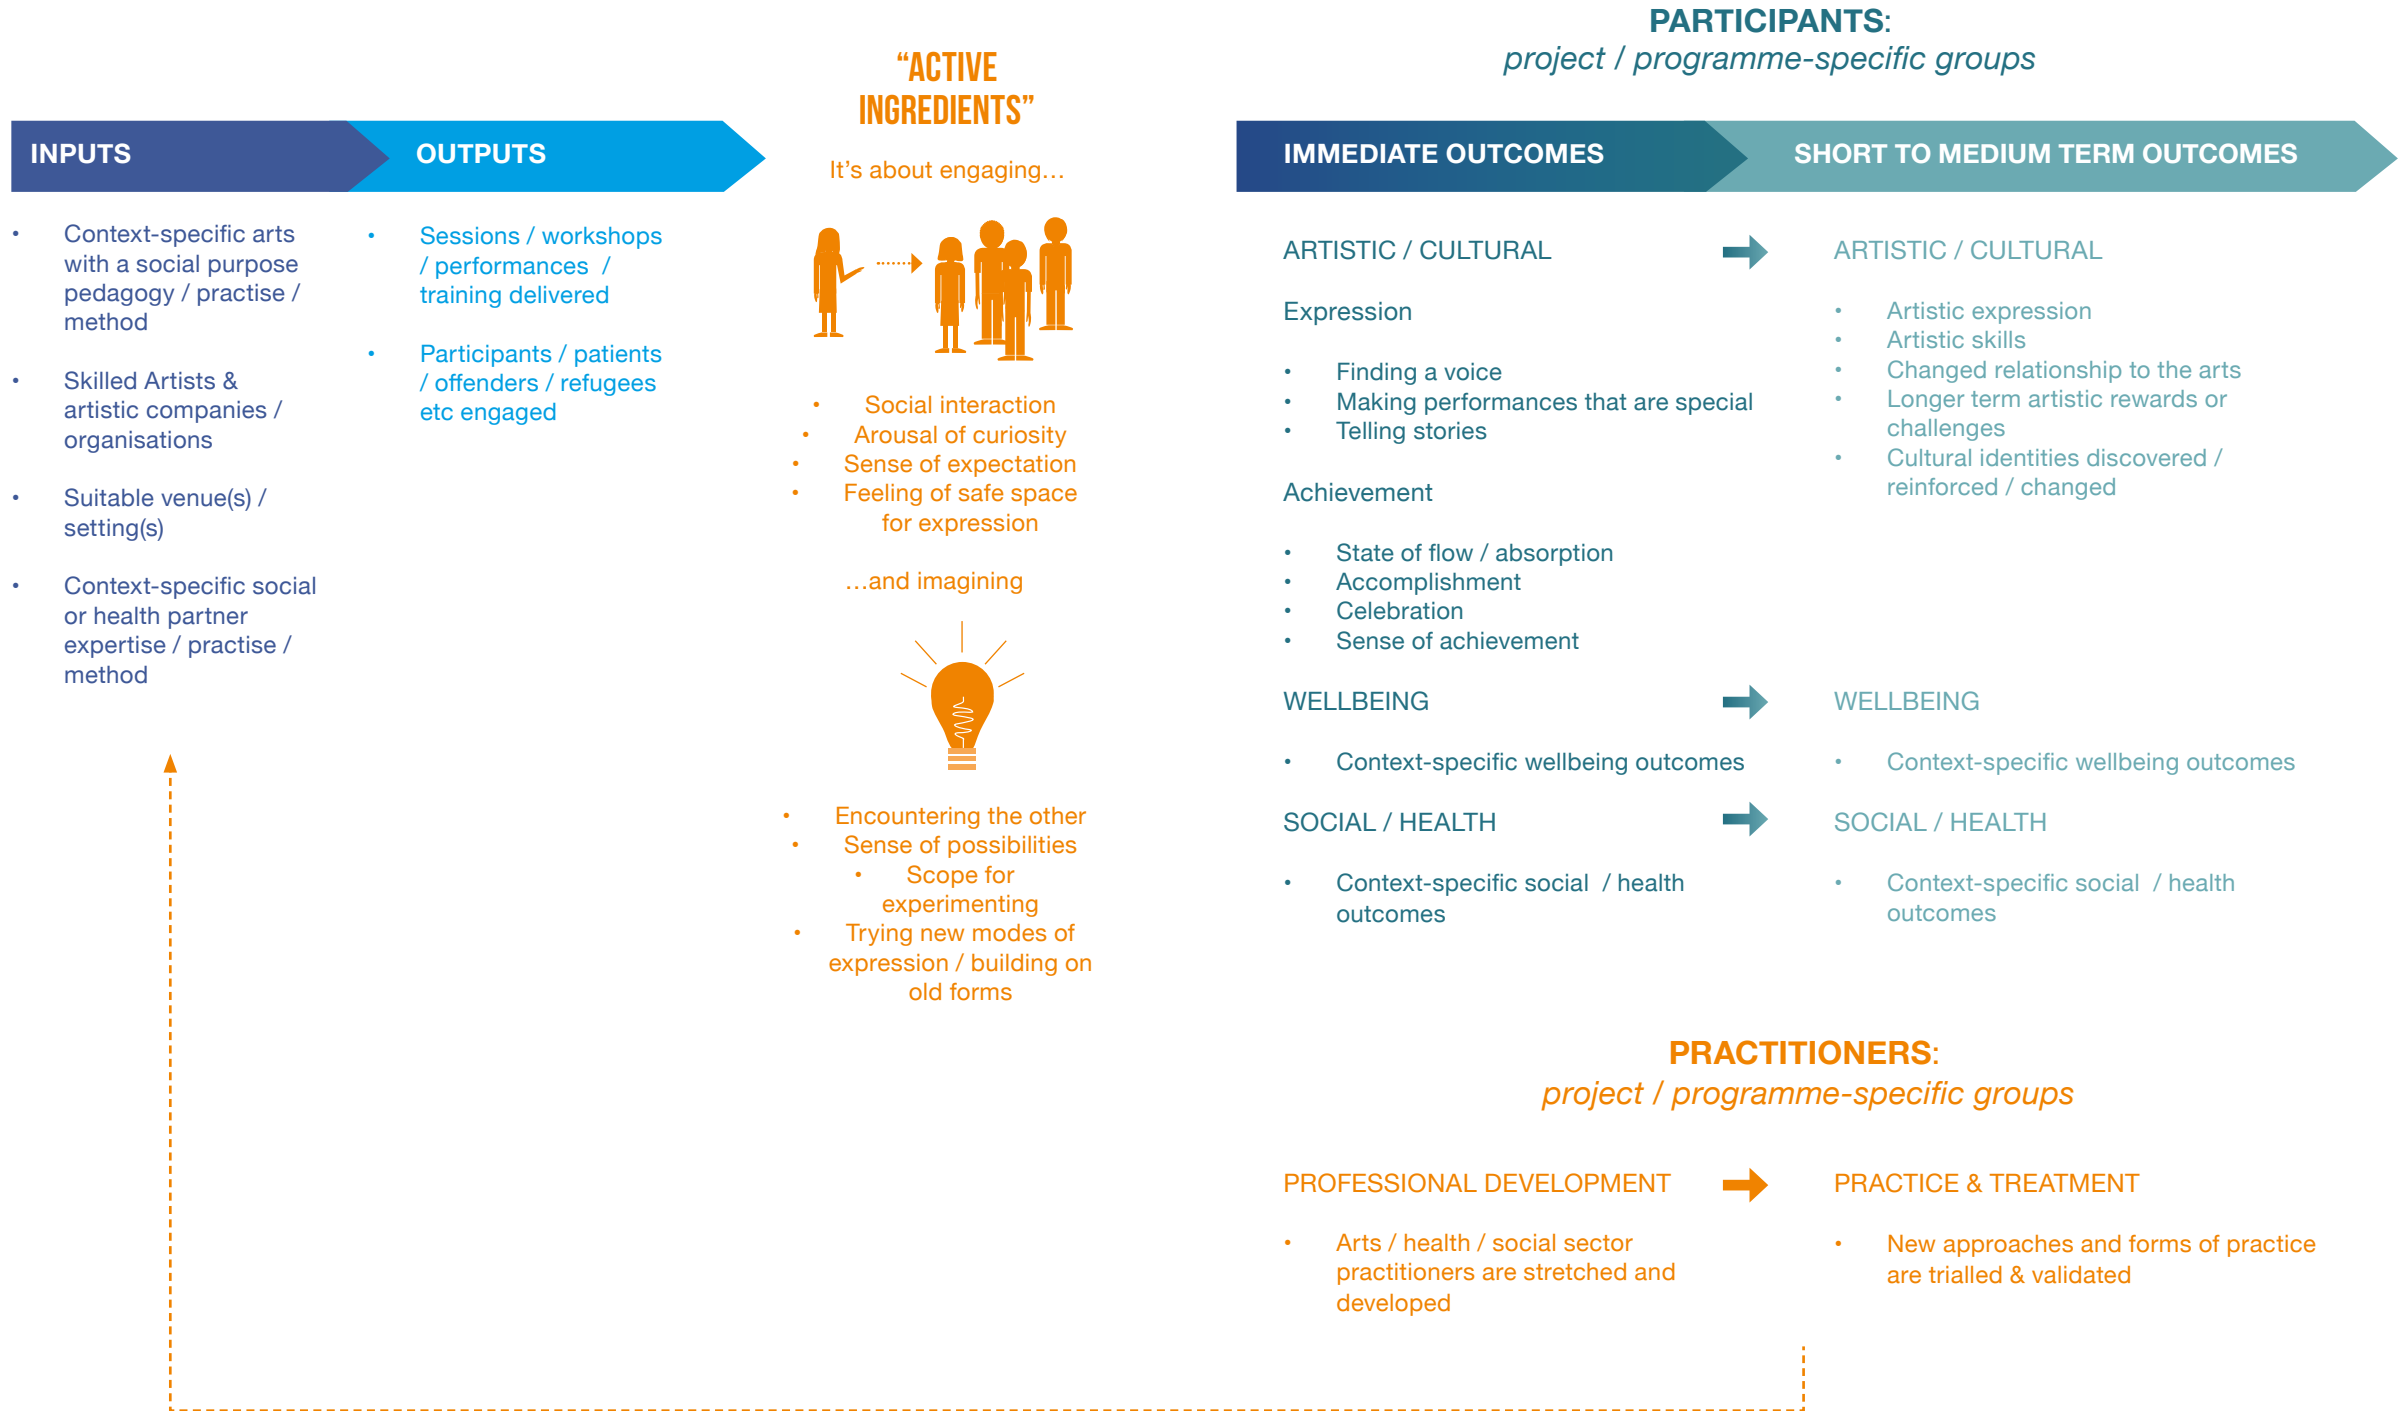 INPUTS
• Context-specific arts
with a social purpose
pedagogy / practise /
method
• Skilled Artists &
artistic companies /
organisations
• Suitable venue(s) /
setting(s)
• Context-specific social
or health partner
expertise / practise /
method
OUTPUTS
• Sessions / workshops
/ performances /
training delivered
• Participants / patients
/ offenders / refugees
etc engaged
“ACTIVE
INGREDIENTS”
It’s about engaging…
• Social interaction
• Arousal of curiosity
• Sense of expectation
• Feeling of safe space
for expression
…and imagining
• Encountering the other
• Sense of possibilities
• Scope for
experimenting
• Trying new modes of
expression / building on
old forms
PARTICIPANTS:
project / programme-specific groups
IMMEDIATE OUTCOMES
ARTISTIC / CULTURAL
Expression
• Finding a voice
• Making performances that are special
• Telling stories
Achievement
• State of flow / absorption
• Accomplishment
• Celebration
• Sense of achievement
WELLBEING
• Context-specific wellbeing outcomes
SOCIAL / HEALTH
• Context-specific social / health
outcomes
SHORT TO MEDIUM TERM OUTCOMES
ARTISTIC / CULTURAL
• Artistic expression
• Artistic skills
• Changed relationship to the arts
• Longer term artistic rewards or
challenges
• Cultural identities discovered /
reinforced / changed
WELLBEING
• Context-specific wellbeing outcomes
SOCIAL / HEALTH
• Context-specific social / health
outcomes
PRACTITIONERS:
project / programme-specific groups
PROFESSIONAL DEVELOPMENT
• Arts / health / social sector
practitioners are stretched and
developed
PRACTICE & TREATMENT
• New approaches and forms of practice
are trialled & validated